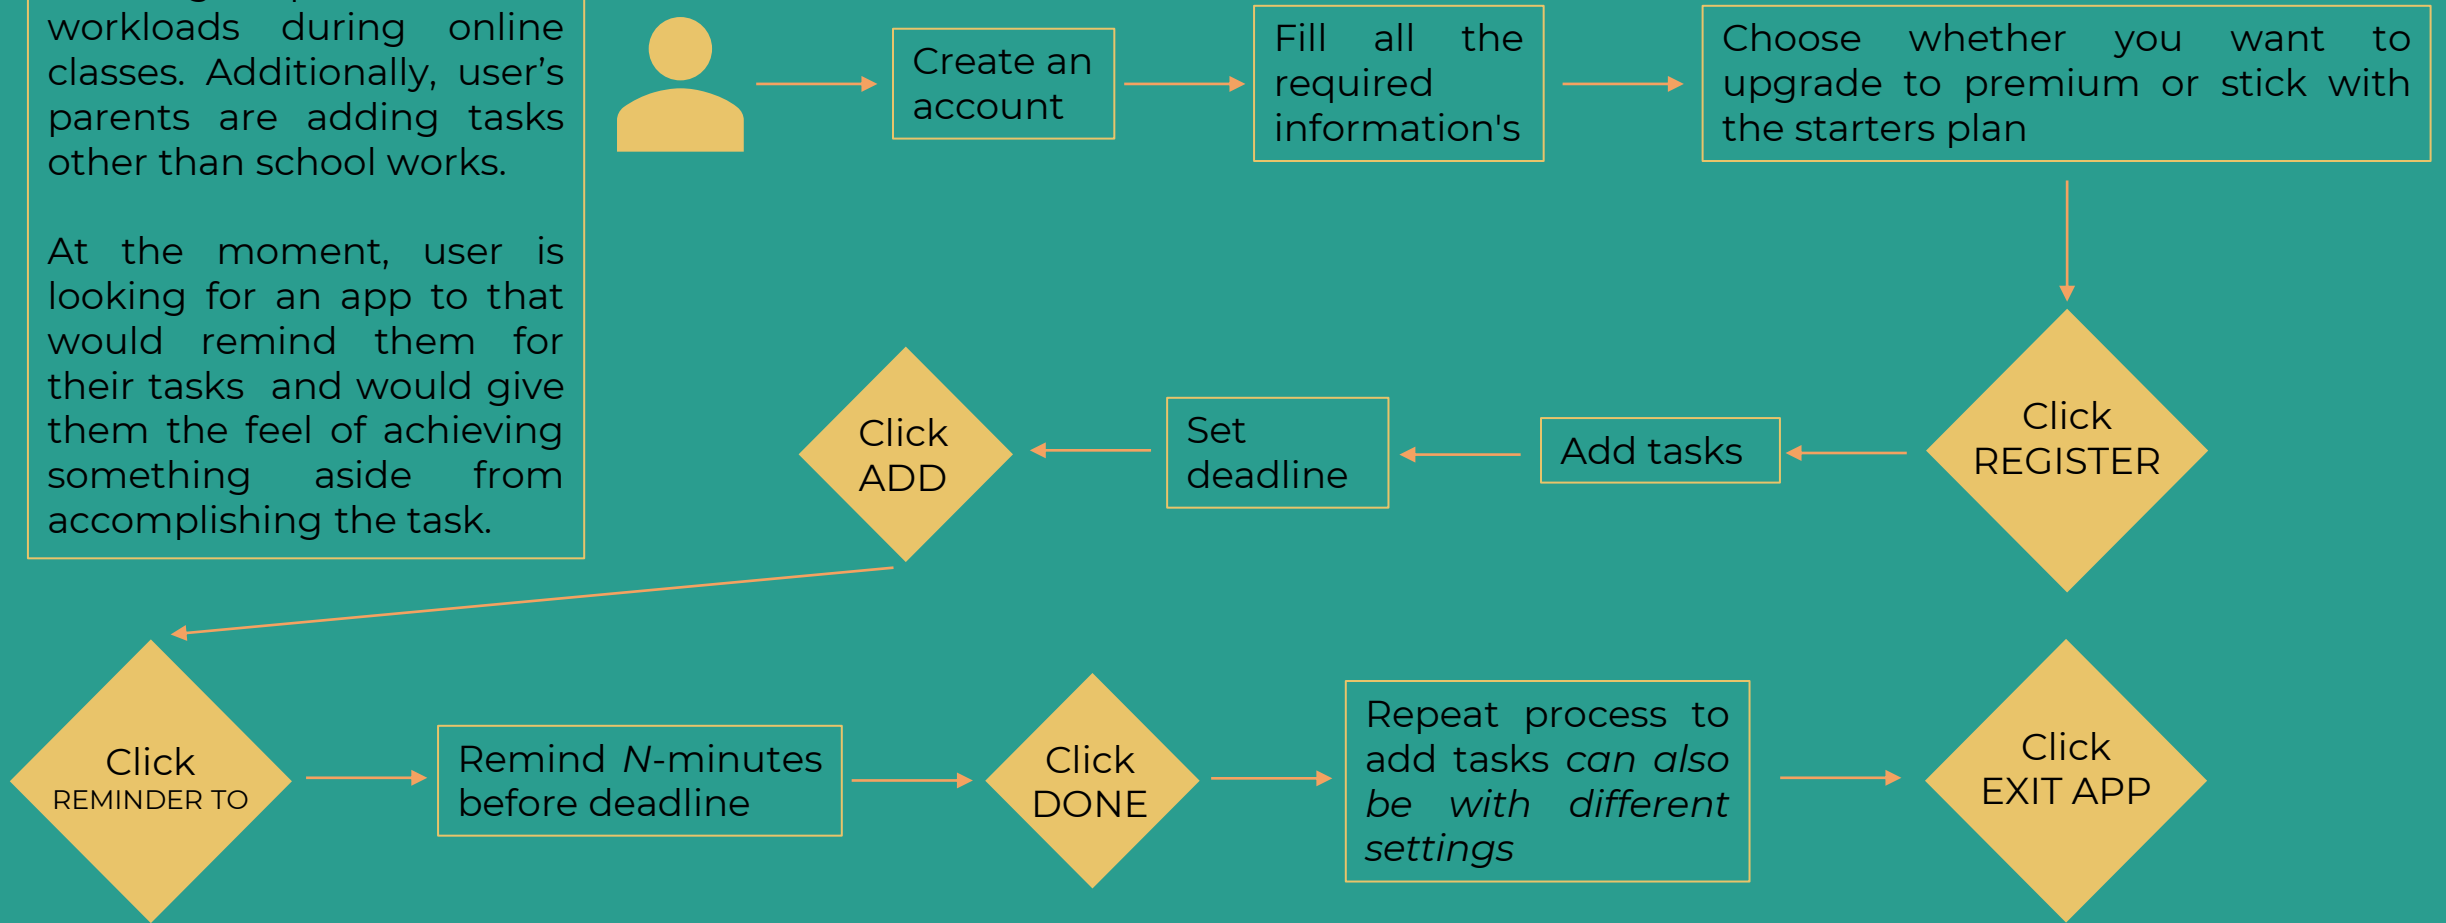 workloads during online
classes. Additionally, user’s
parents are adding tasks
other than school works.
At the moment, user is
looking for an app to that
would remind them for
their tasks and would give
them the feel of achieving
something aside from
accomplishing the task.
Create an
account
Fill all the
required
information's
Choose whether you want to
upgrade to premium or stick with
the starters plan
Click
REGISTER
Add tasks
Set
deadline
Click
ADD
Click
REMINDER TO
Remind N-minutes
before deadline
Click
DONE
Repeat process to
add tasks can also
be with different
settings
Click
EXIT APP